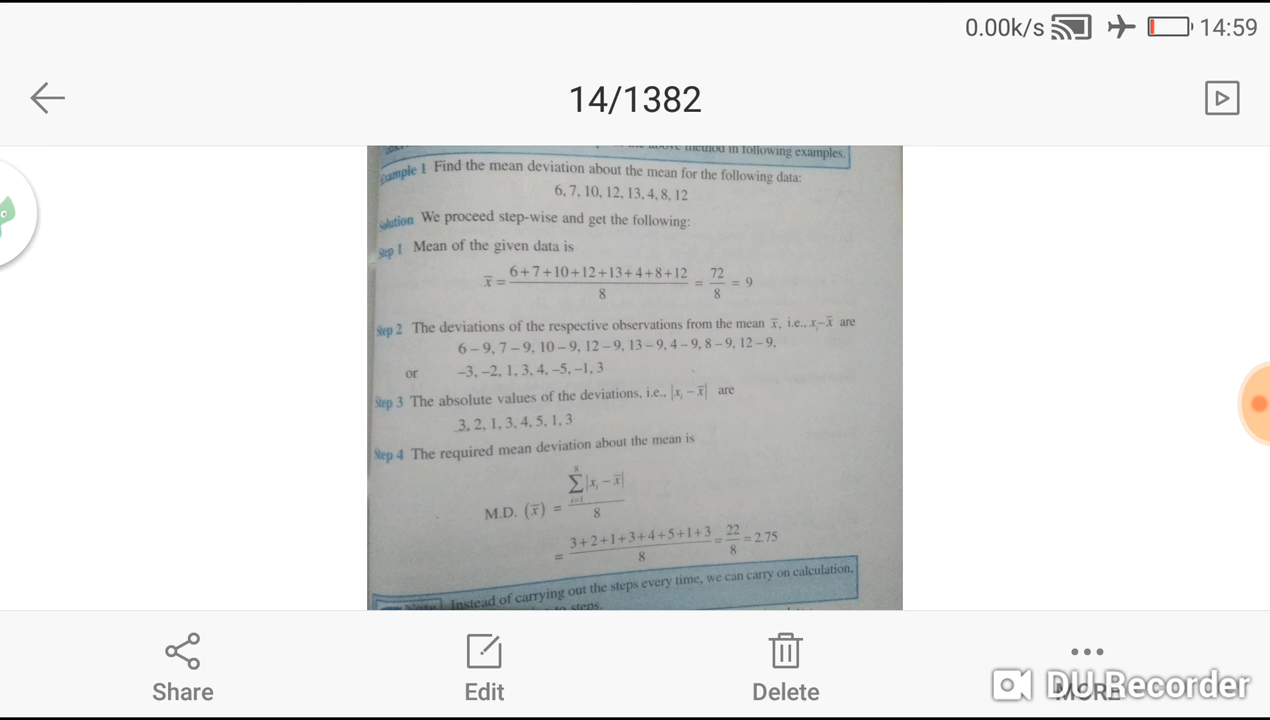 0.00k/s 14:59
14/1382
method in following examples.
Example 1 Find the mean deviation about the mean for the following data:
6, 7, 10, 12, 13, 4, 8, 12
Solution We proceed step-wise and get the following:
Step 1 Mean of the given data is
x̄ = (6+7+10+12+13+4+8+12)/8 = 72/8 = 9
Step 2 The deviations of the respective observations from the mean x̄, i.e., xᵢ– x̄ are
6 – 9, 7 – 9, 10 – 9, 12 – 9, 13 – 9, 4 – 9, 8 – 9, 12 – 9,
or –3, –2, 1, 3, 4, –5, –1, 3
Step 3 The absolute values of the deviations, i.e., |xᵢ – x̄| are
3, 2, 1, 3, 4, 5, 1, 3
Step 4 The required mean deviation about the mean is
M.D. (x̄) = ∑ᵢ₌₁⁸ |xᵢ – x̄| / 8
= (3+2+1+3+4+5+1+3)/8 = 22/8 = 2.75
Note Instead of carrying out the steps every time, we can carry on calculation,
steps.
Share Edit Delete MORE
DU Recorder